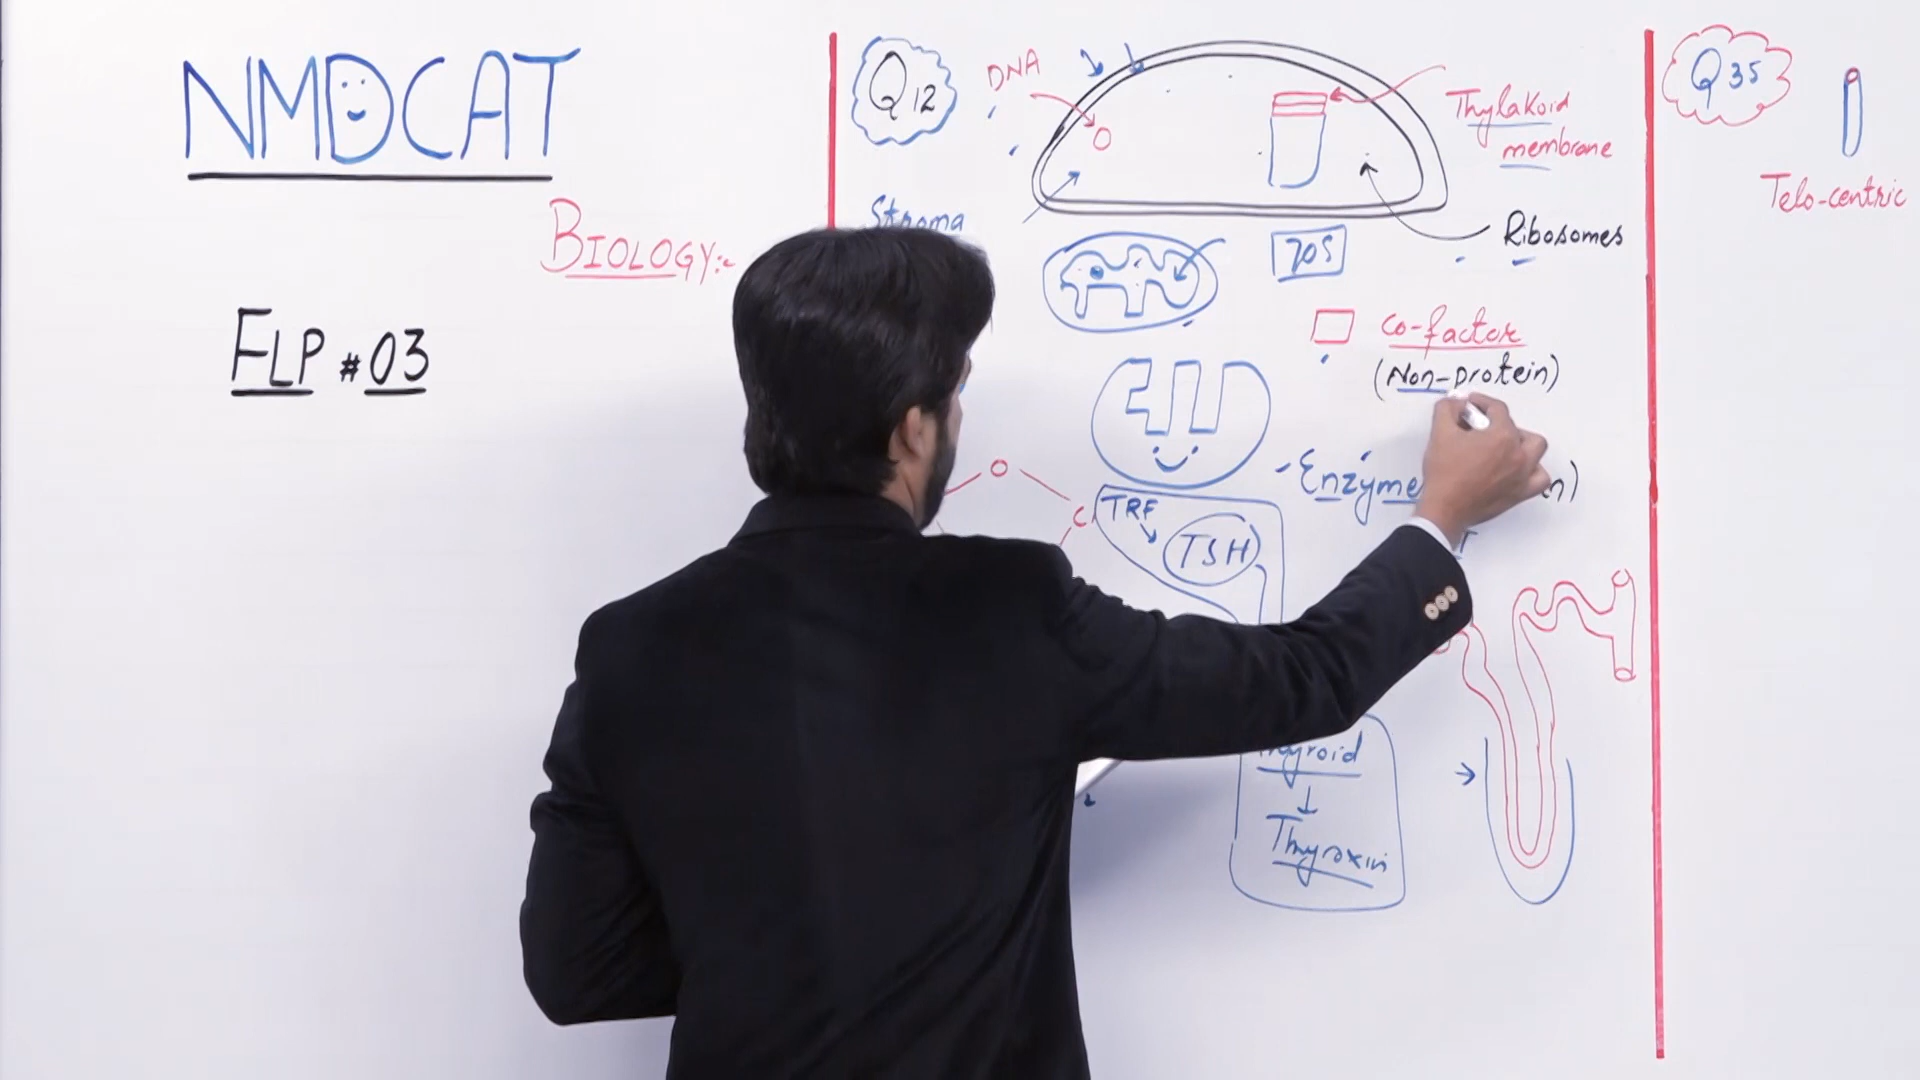 NMDCAT
BIOLOGY:-
FLP # 03
Q12
DNA
Thylakoid
membrane
Stroma
Ribosomes
70S
Co-factor
(Non-protein)
Enzyme
O
C
TRF
TSH
Thyroid
Thyroxin
Q35
Telo-centric